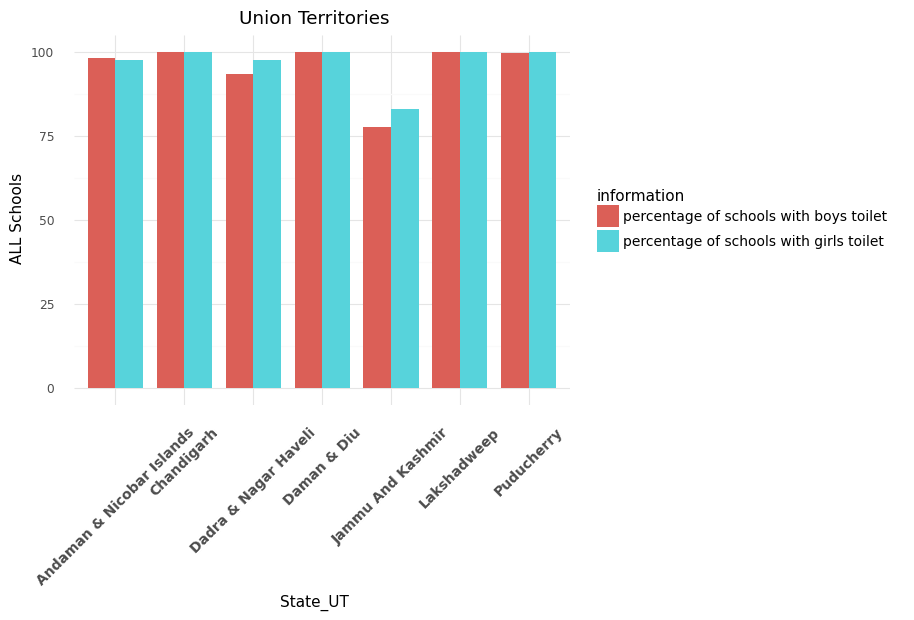 Union Territories
100
75
50
25
0
ALL Schools
Andaman & Nicobar Islands
Chandigarh
Dadra & Nagar Haveli
Daman & Diu
Jammu And Kashmir
Lakshadweep
Puducherry
State_UT
information
percentage of schools with boys toilet
percentage of schools with girls toilet